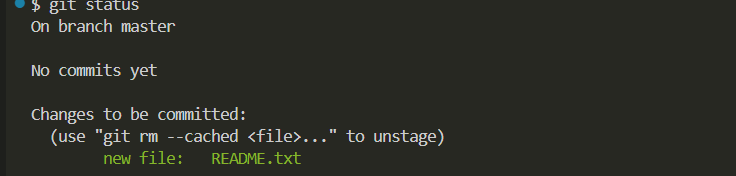 $ git status
On branch master
No commits yet
Changes to be committed:
(use "git rm --cached <file>..." to unstage)
new file: README.txt